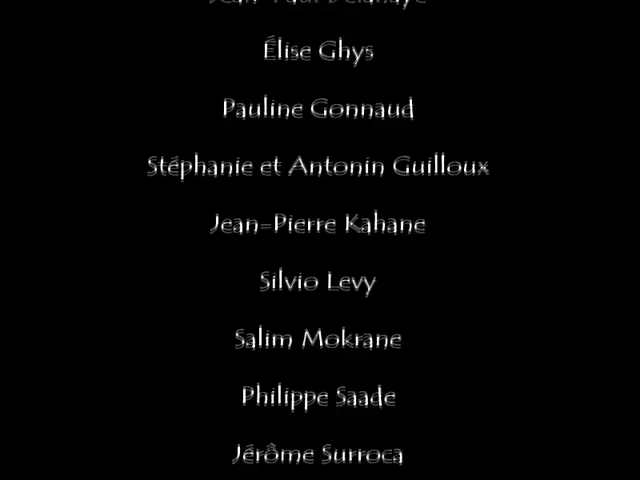 Élise Ghys
Pauline Gonnaud
Stéphanie et Antonin Guilloux
Jean-Pierre Kahane
Silvio Levy
Salim Mokrane
Philippe Saade
Jérôme Surroca